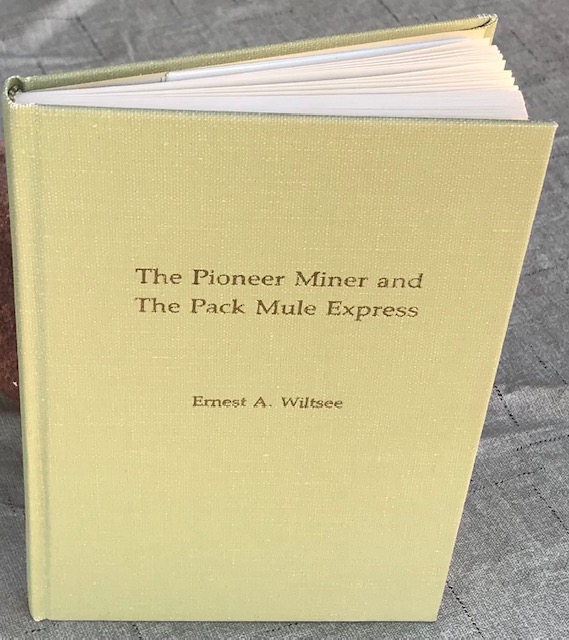 The Pioneer Miner and
The Pack Mule Express
Ernest A. Wiltsee